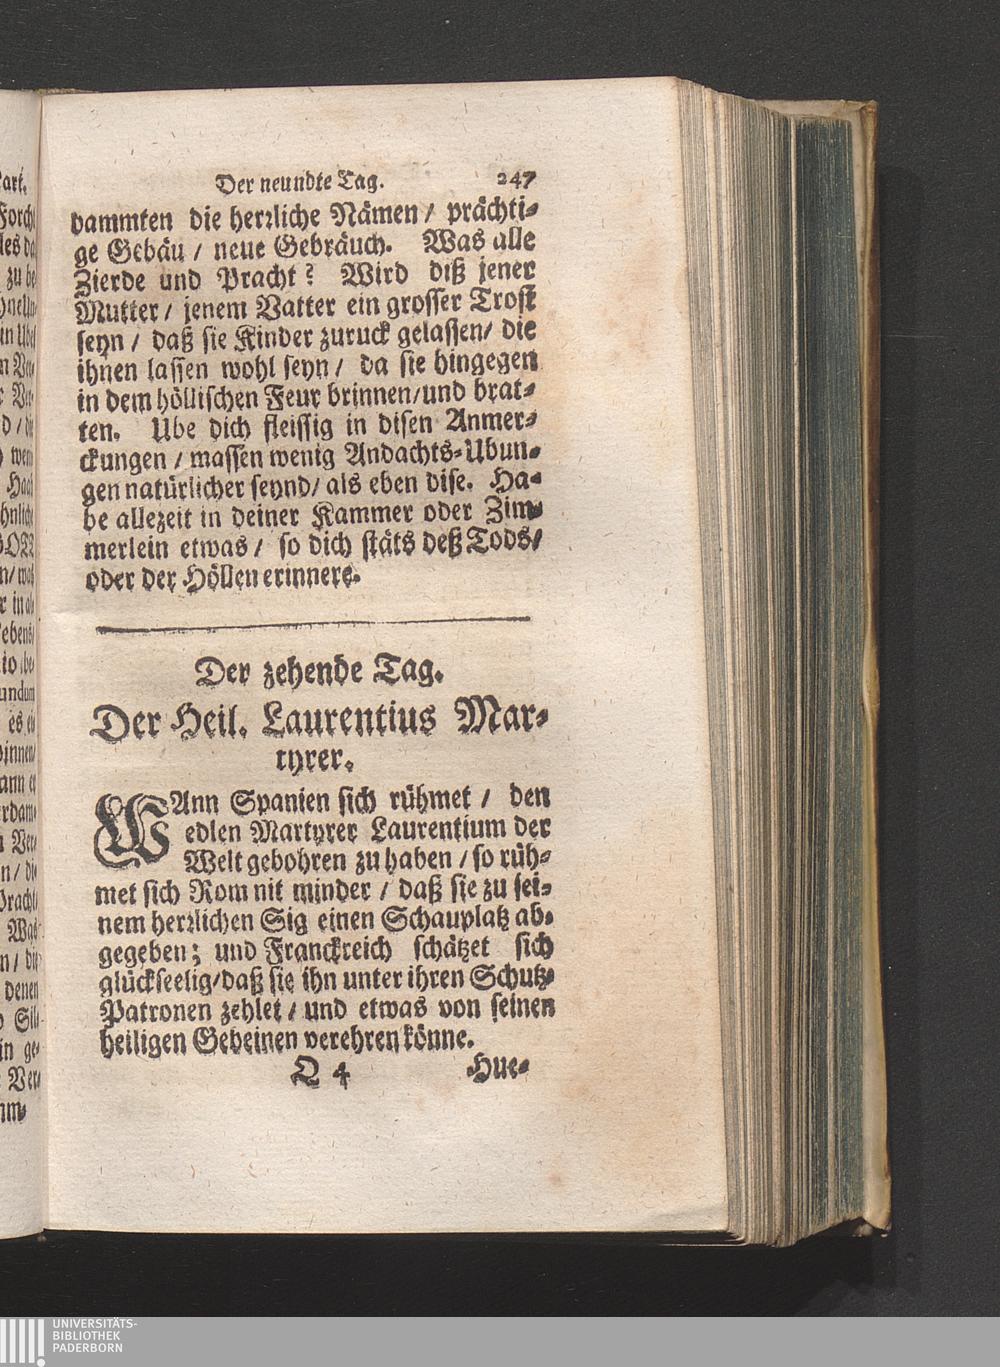 Der neundte Tag. 247
dammten die herrliche Nämen / prächti-
ge Gebäu / neue Gebräuch. Was alle
Zierde und Pracht? Wird diß jener
Mutter / jenem Vatter ein grosser Trost
seyn / daß sie Kinder zuruck gelassen / die
ihnen lassen wohl seyn / da sie hingegen
in dem höllischen Feur brinnen / und brat-
ten. Ube dich fleissig in disen Anmer-
ckungen / massen wenig Andachts-Ubun-
gen natürlicher seynd / als eben dise. Ha-
be allezeit in deiner Kammer oder Zim-
merlein etwas / so dich stäts deß Tods /
oder der Höllen erinnere.
Der zehende Tag.
Der Heil. Laurentius Mar-
tyrer.
WAnn Spanien sich rühmet / den
edlen Martyrer Laurentium der
Welt gebohren zu haben / so rüh-
met sich Rom nit minder / daß sie zu sei-
nem herrlichen Sig einen Schauplatz ab-
gegeben; und Franckreich schätzet sich
glückseelig / daß sie ihn unter ihren Schutz-
Patronen zehlet / und etwas von seinen
heiligen Gebeinen verehren könne.
Q 4 Hue-
UNIVERSITÄTS-
BIBLIOTHEK
PADERBORN